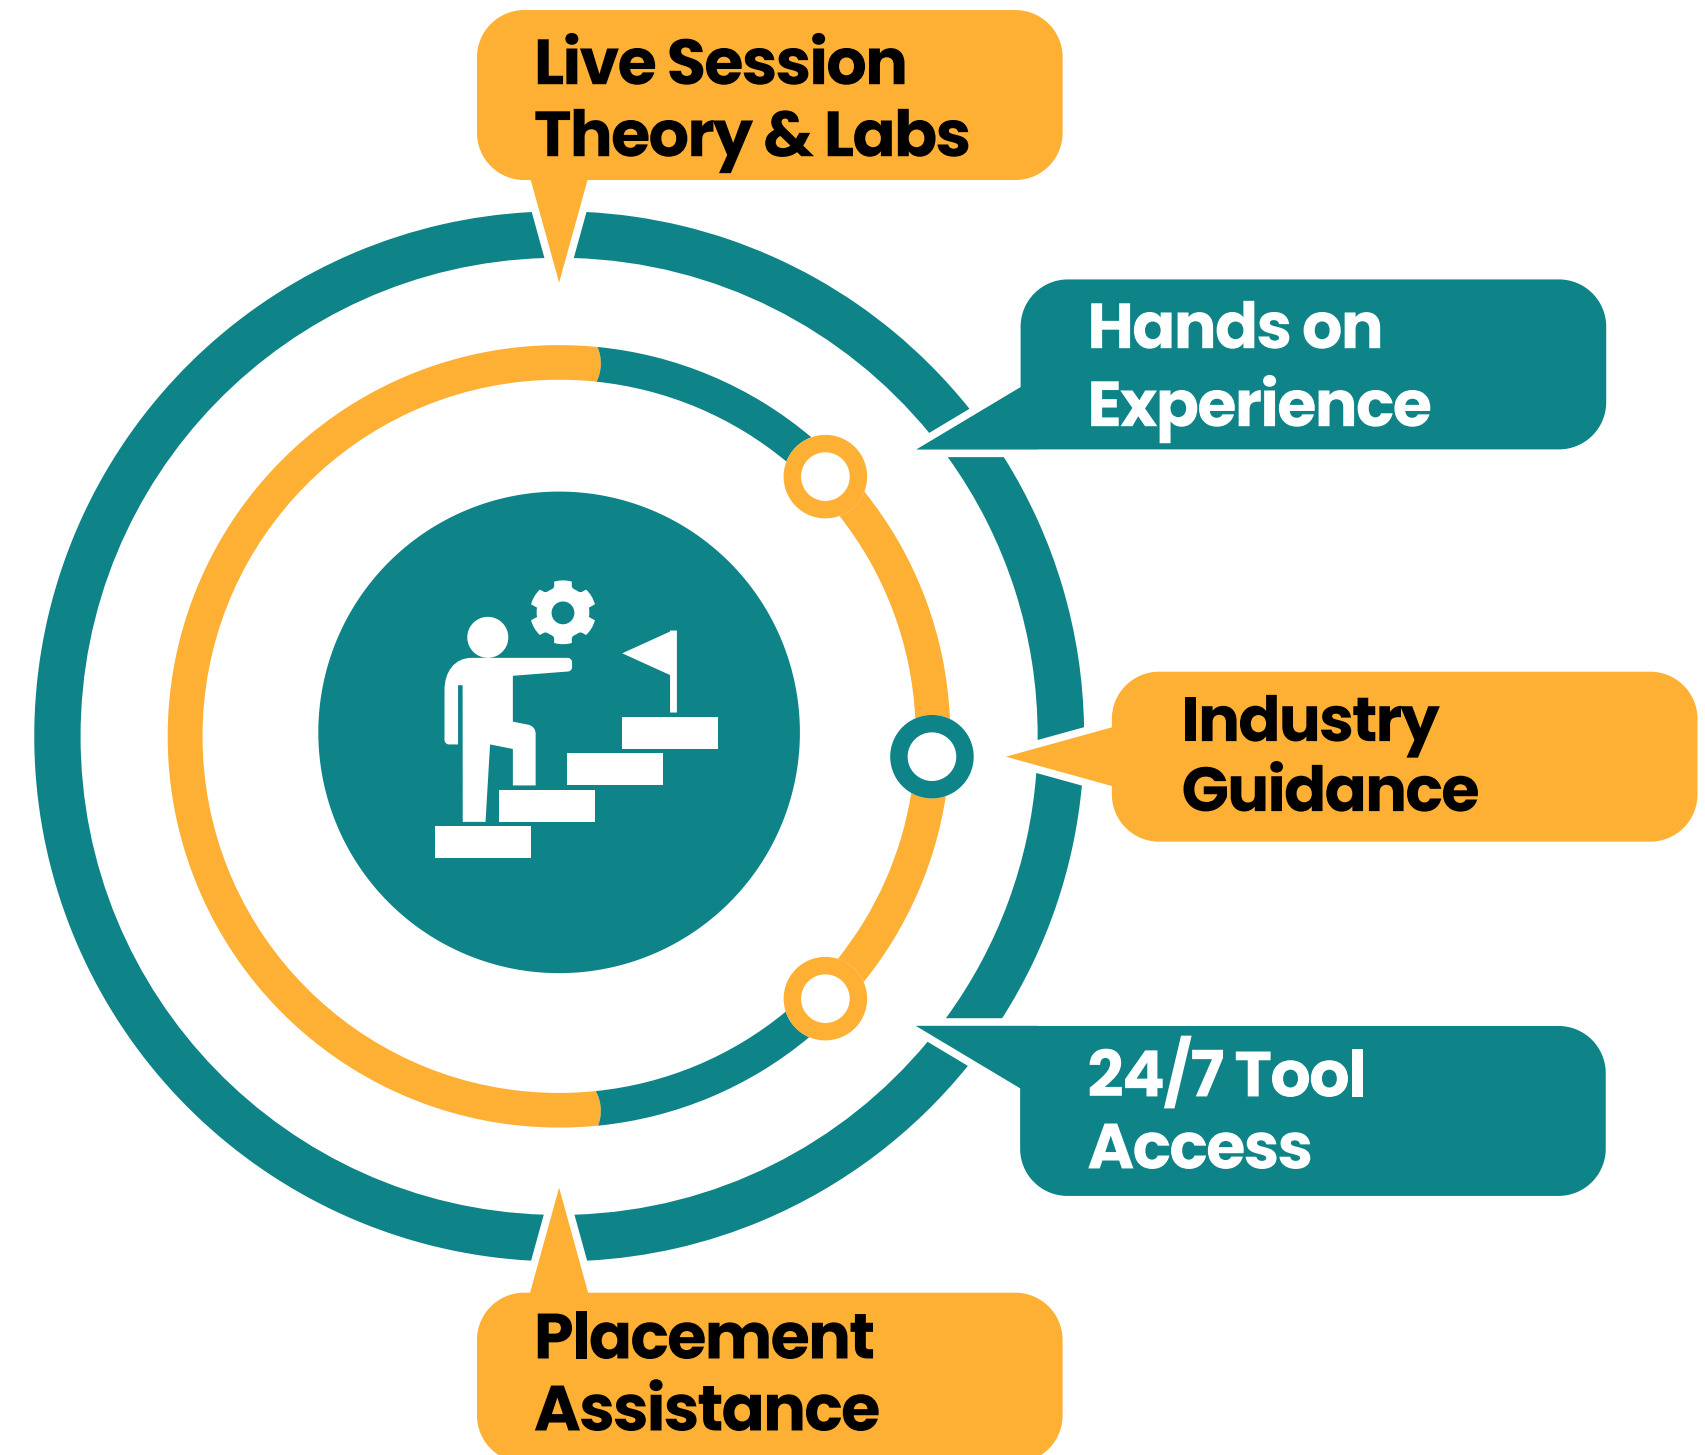 Live Session
Theory & Labs
Hands on
Experience
Industry
Guidance
24/7 Tool
Access
Placement
Assistance